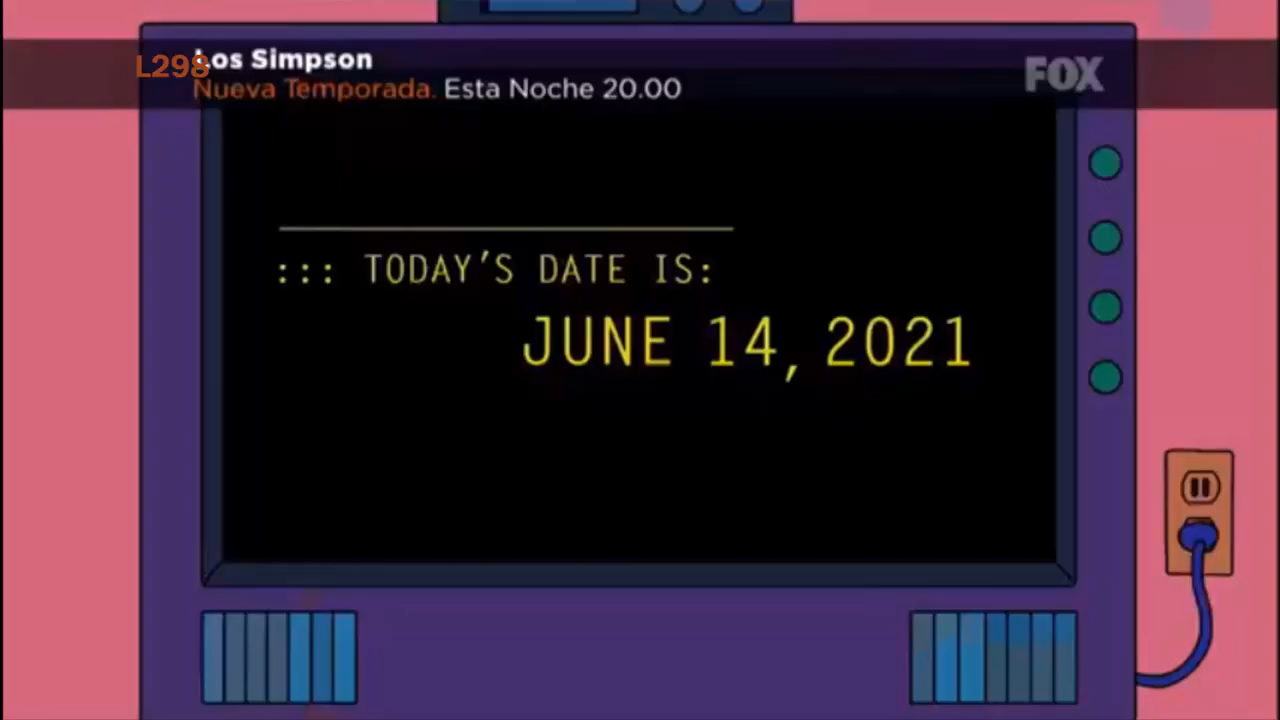 L298
Los Simpson
FOX
Nueva Temporada. Esta Noche 20.00
::: TODAY'S DATE IS:
JUNE 14, 2021